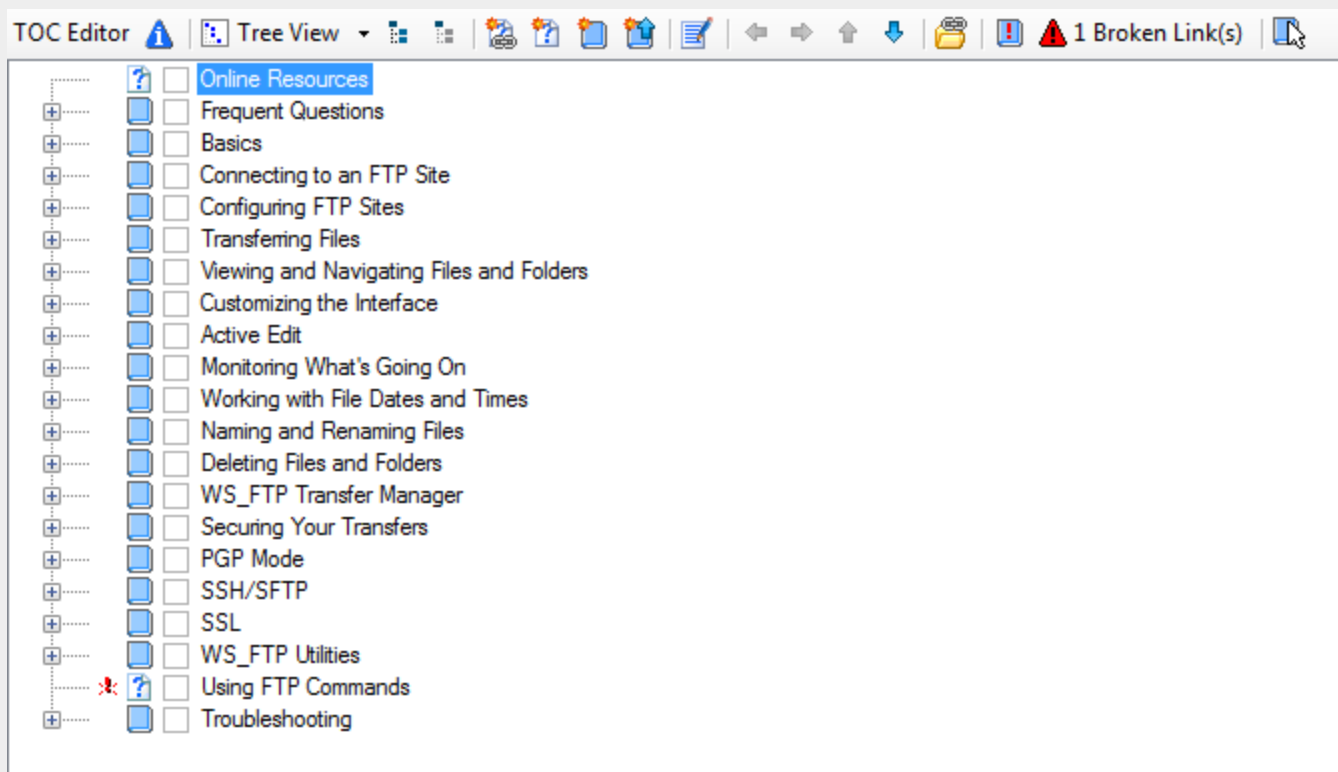 TOC Editor Tree View 1 Broken Link(s)
Online Resources
Frequent Questions
Basics
Connecting to an FTP Site
Configuring FTP Sites
Transferring Files
Viewing and Navigating Files and Folders
Customizing the Interface
Active Edit
Monitoring What's Going On
Working with File Dates and Times
Naming and Renaming Files
Deleting Files and Folders
WS_FTP Transfer Manager
Securing Your Transfers
PGP Mode
SSH/SFTP
SSL
WS_FTP Utilities
Using FTP Commands
Troubleshooting